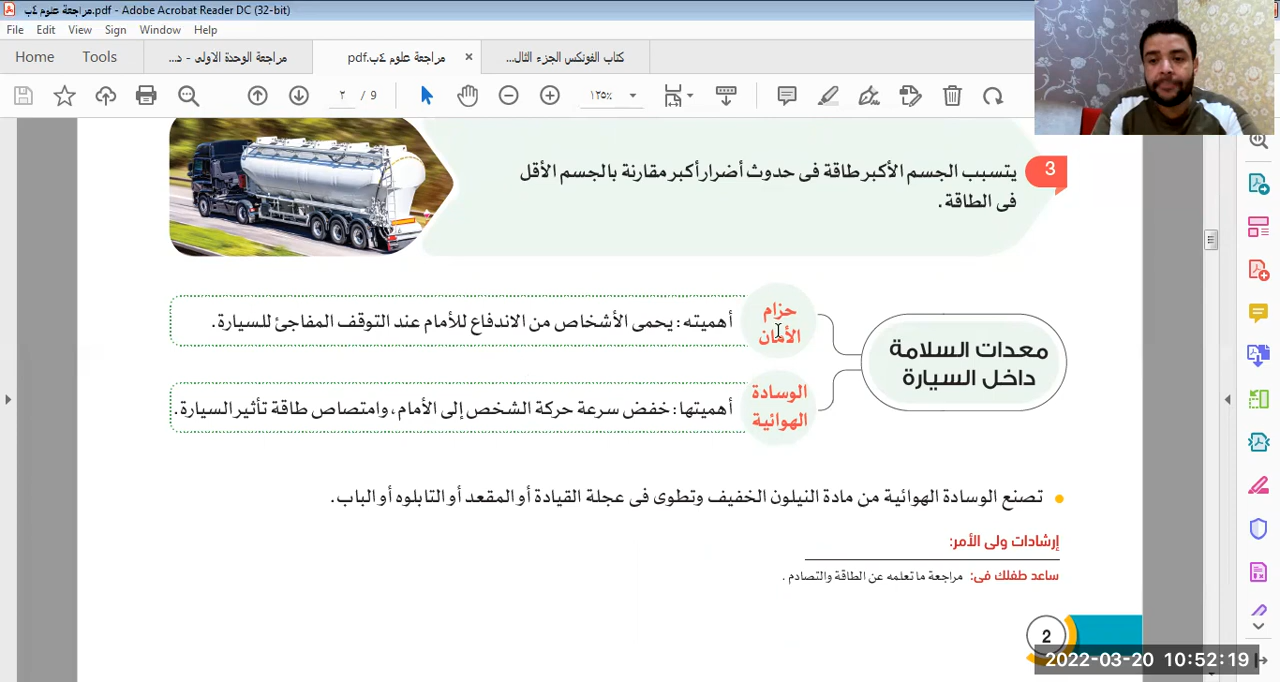 مراجعة علوم ٤ب.pdf - Adobe Acrobat Reader DC (32-bit)
File Edit View Sign Window Help
Home Tools مراجعة الوحدة الاولى - د... مراجعة علوم ٤ب.pdf × كتاب الفونكس الجزء الثال...
٢ / 9 ١٢٥%
3
يتسبب الجسم الأكبر طاقة فى حدوث أضرار أكبر مقارنة بالجسم الأقل
فى الطاقة.
معدات السلامة
داخل السيارة
حزام
الأمان
أهميته: يحمى الأشخاص من الاندفاع للأمام عند التوقف المفاجئ للسيارة.
الوسادة
الهوائية
أهميتها: خفض سرعة حركة الشخص إلى الأمام، وامتصاص طاقة تأثير السيارة.
تصنع الوسادة الهوائية من مادة النيلون الخفيف وتطوى فى عجلة القيادة أو المقعد أو التابلوه أو الباب.
إرشادات ولى الأمر:
ساعد طفلك فى: مراجعة ما تعلمه عن الطاقة والتصادم.
2
2022-03-20 10:52:19